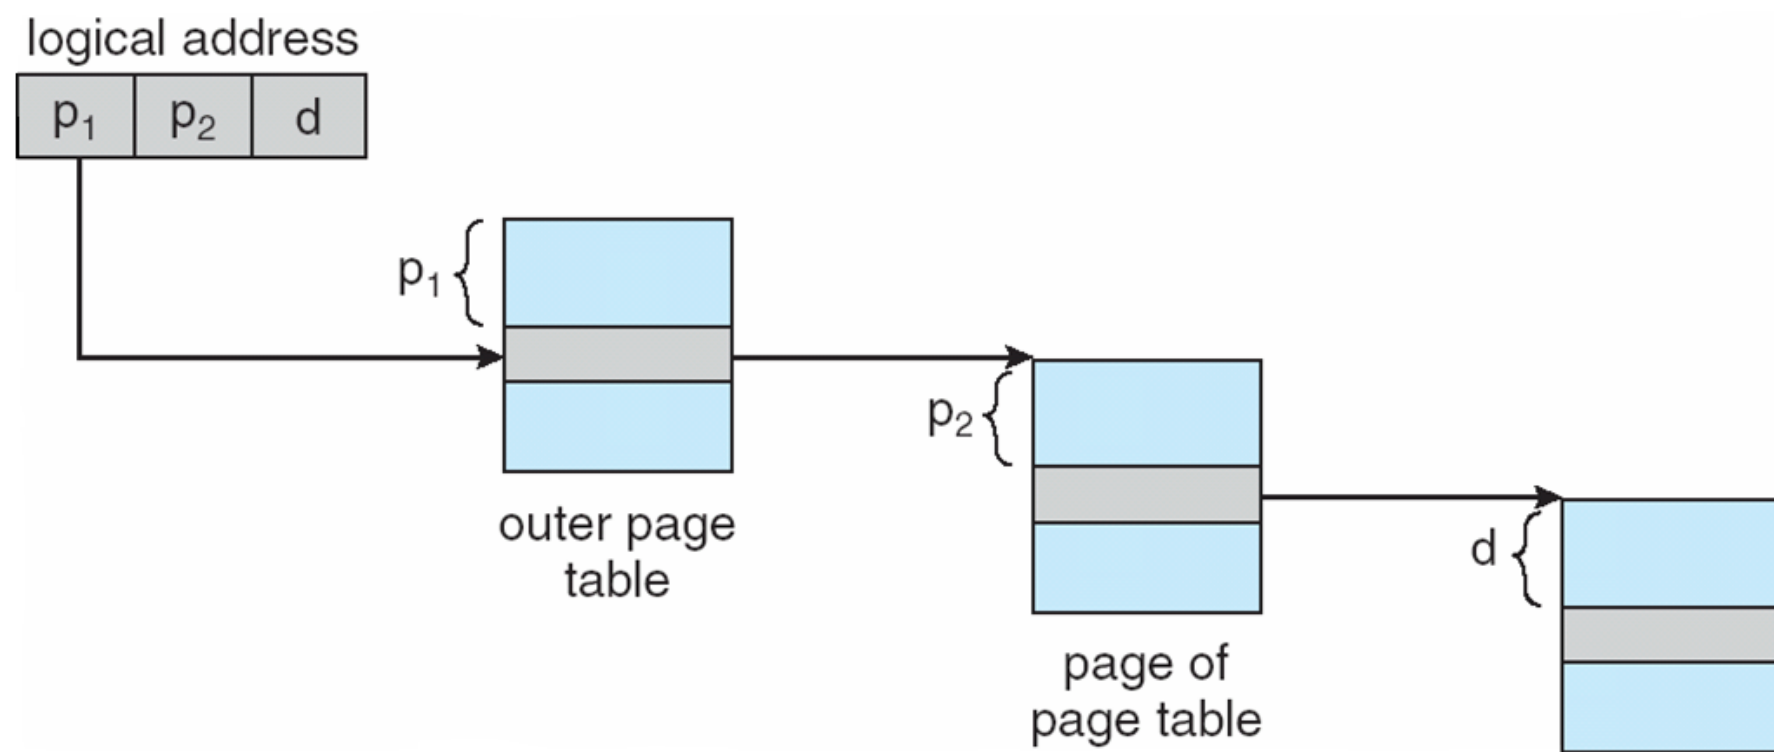 logical address
p₁ p₂ d
p₁
outer page
table
p₂
page of
page table
d